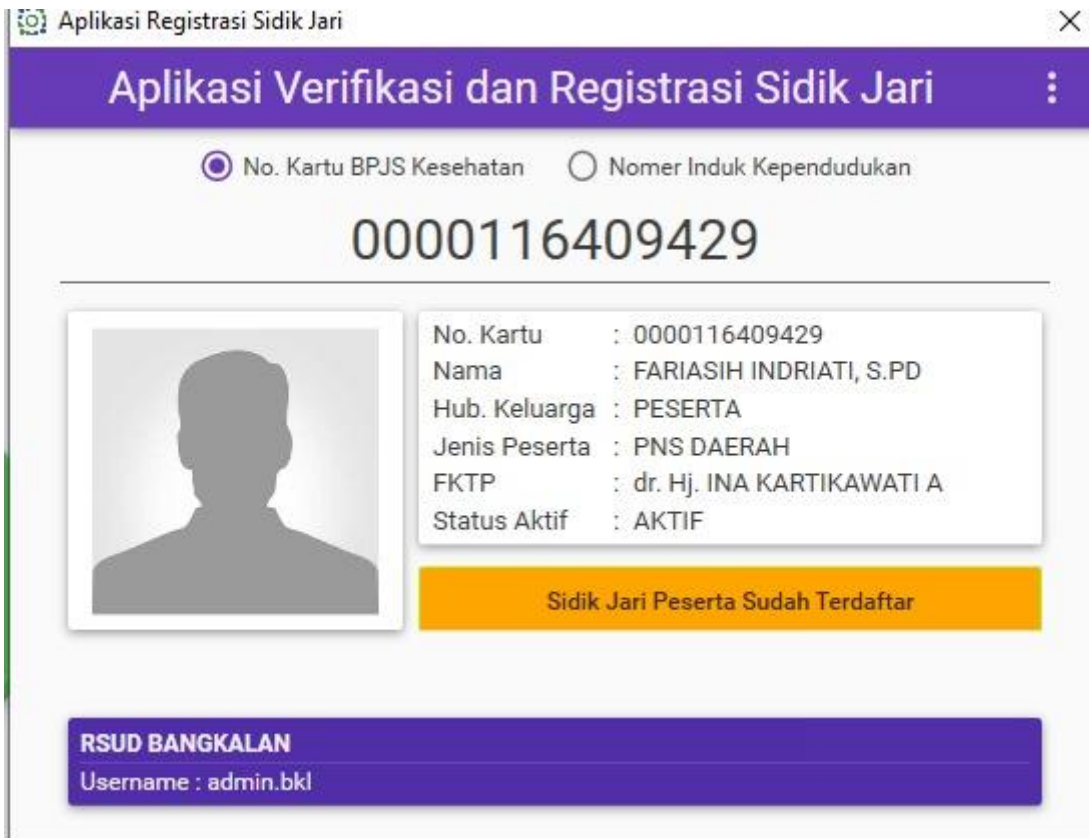 Aplikasi Registrasi Sidik Jari
Aplikasi Verifikasi dan Registrasi Sidik Jari
No. Kartu BPJS Kesehatan Nomer Induk Kependudukan
0000116409429
No. Kartu : 0000116409429
Nama : FARIASIH INDRIATI, S.PD
Hub. Keluarga : PESERTA
Jenis Peserta : PNS DAERAH
FKTP : dr. Hj. INA KARTIKAWATI A
Status Aktif : AKTIF
Sidik Jari Peserta Sudah Terdaftar
RSUD BANGKALAN
Username : admin.bkl